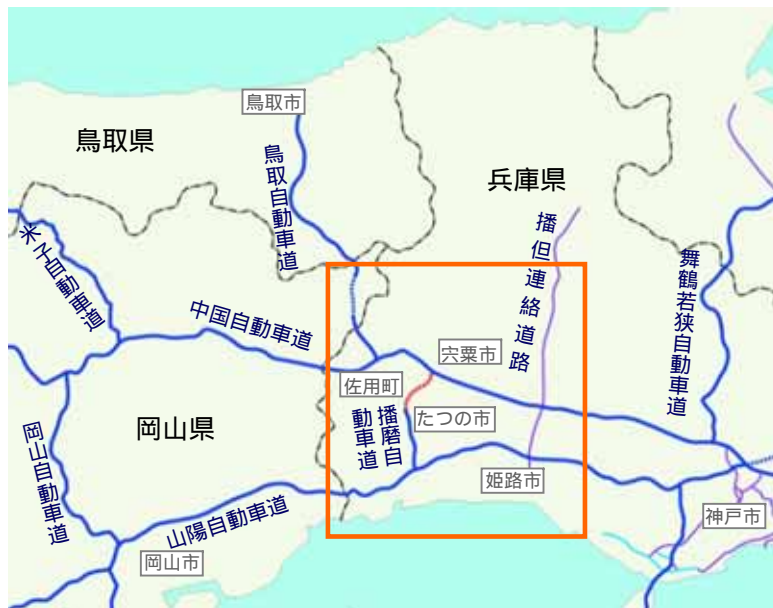 鳥取市
鳥取県
鳥取自動車道
兵庫県
播但連絡道路
米子自動車道
舞鶴若狭自動車道
中国自動車道
宍粟市
佐用町
播磨自
動車道
たつの市
岡山県
岡山自動車道
姫路市
山陽自動車道
神戸市
岡山市